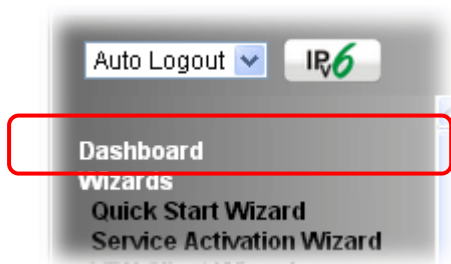 Auto Logout IPv6
Dashboard
Wizards
Quick Start Wizard
Service Activation Wizard